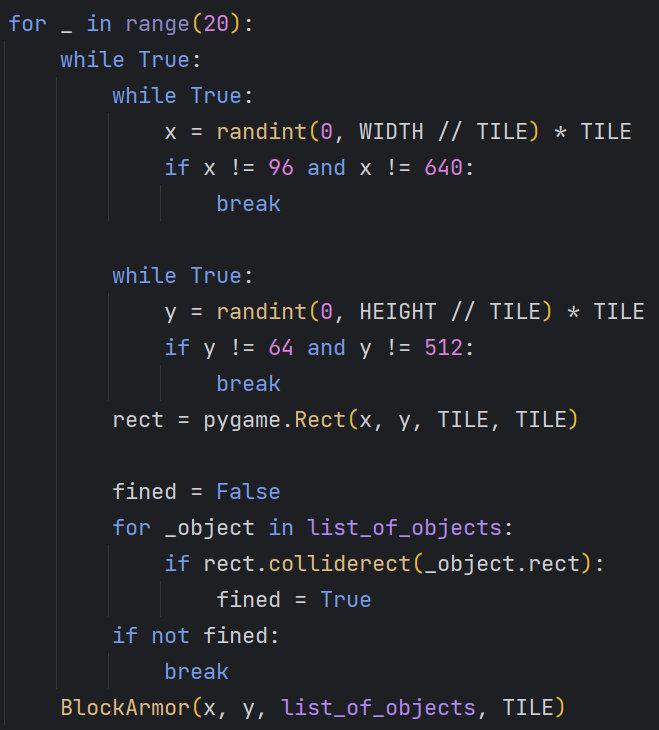 for _ in range(20):
    while True:
        while True:
            x = randint(0, WIDTH // TILE) * TILE
            if x != 96 and x != 640:
                break

        while True:
            y = randint(0, HEIGHT // TILE) * TILE
            if y != 64 and y != 512:
                break
        rect = pygame.Rect(x, y, TILE, TILE)

        fined = False
        for _object in list_of_objects:
            if rect.colliderect(_object.rect):
                fined = True
        if not fined:
            break
    BlockArmor(x, y, list_of_objects, TILE)